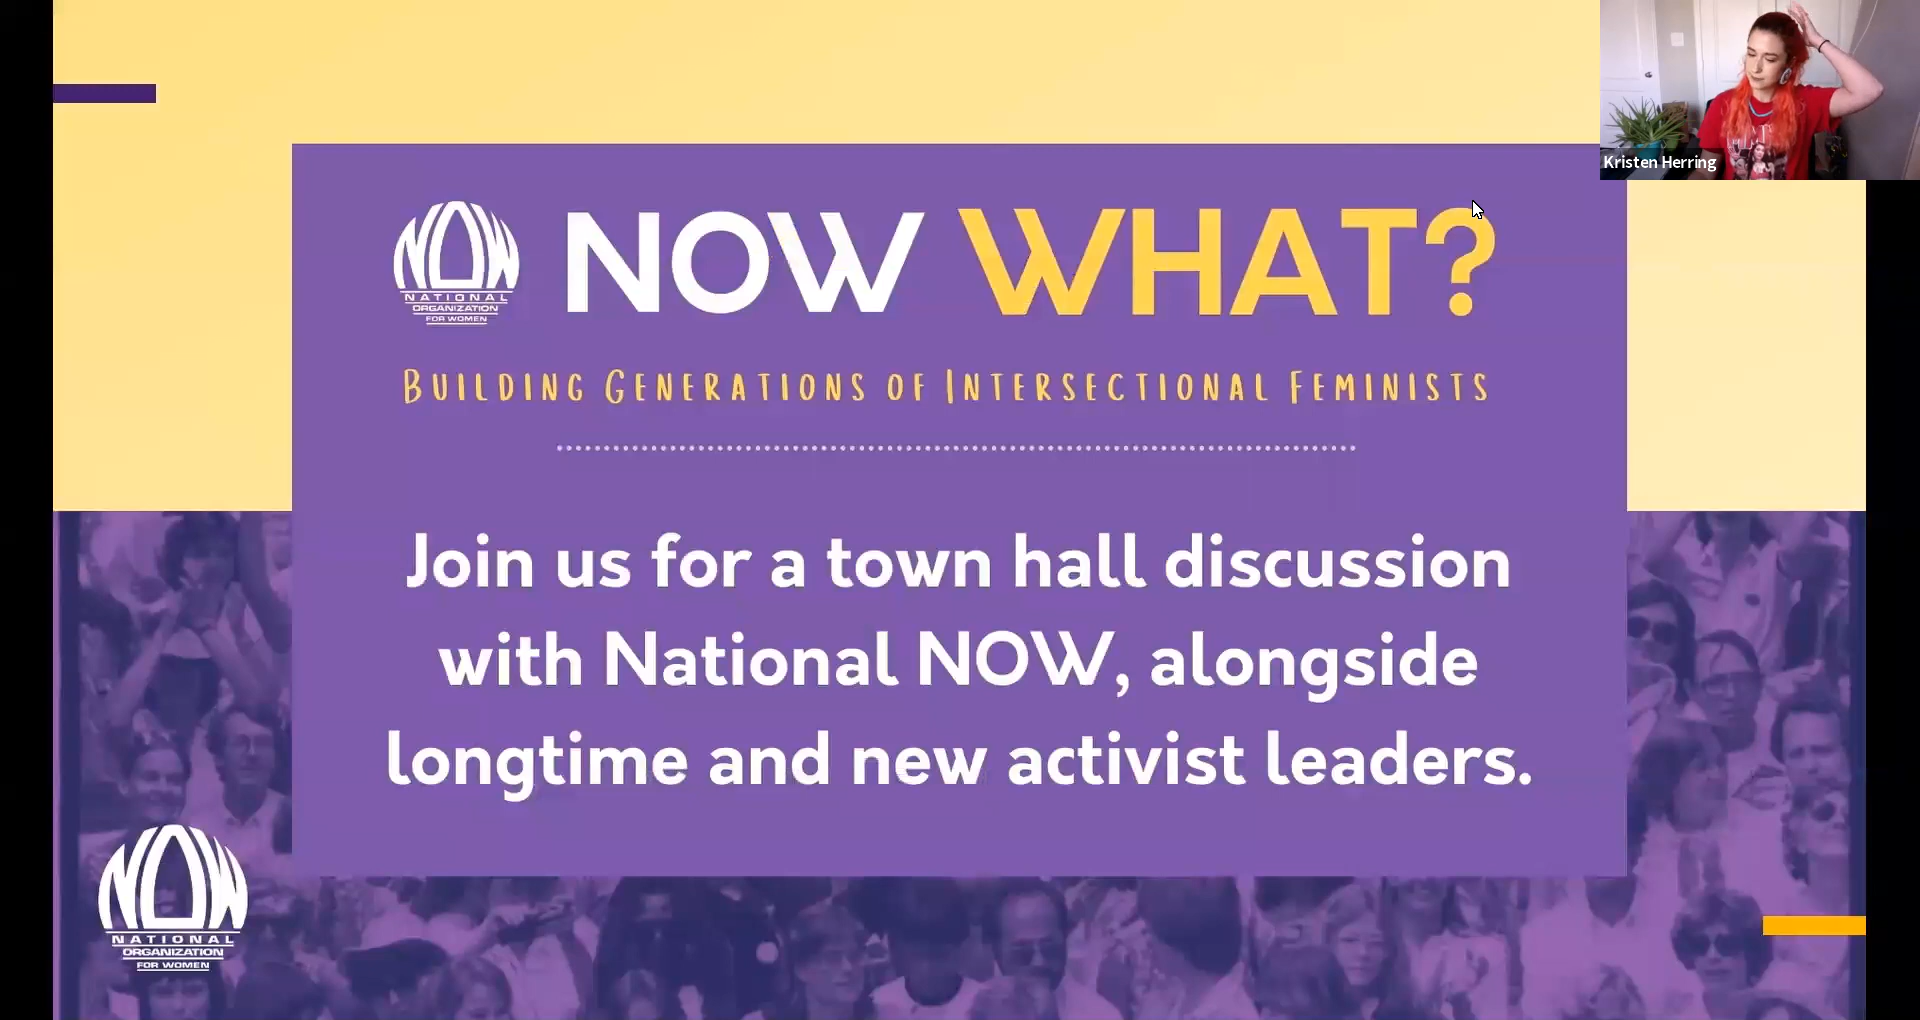 Kristen Herring
NOW
NATIONAL
ORGANIZATION
FOR WOMEN
NOW WHAT?
BUILDING GENERATIONS OF INTERSECTIONAL FEMINISTS
Join us for a town hall discussion
with National NOW, alongside
longtime and new activist leaders.
NOW
NATIONAL
ORGANIZATION
FOR WOMEN